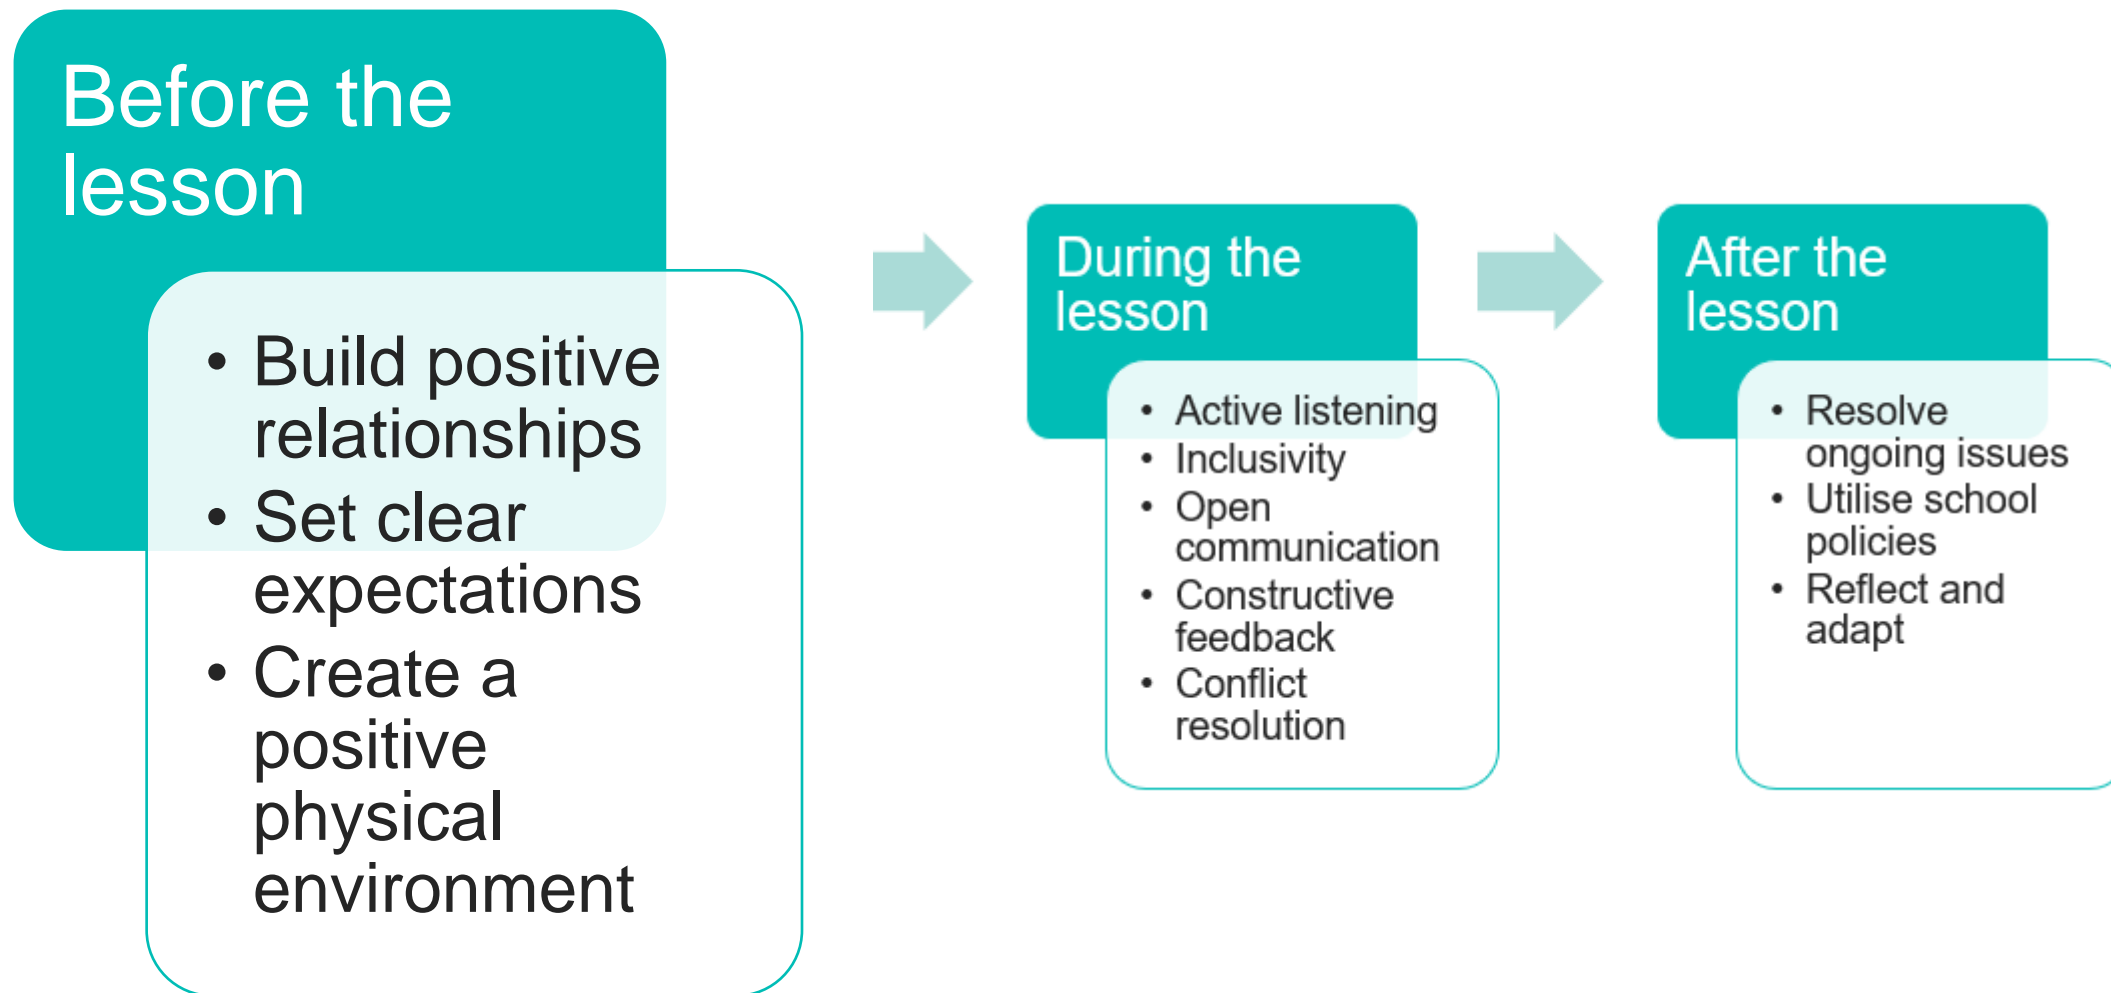 Before the
lesson
• Build positive
relationships
• Set clear
expectations
• Create a
positive
physical
environment
During the
lesson
• Active listening
• Inclusivity
• Open
communication
• Constructive
feedback
• Conflict
resolution
After the
lesson
• Resolve
ongoing issues
• Utilise school
policies
• Reflect and
adapt